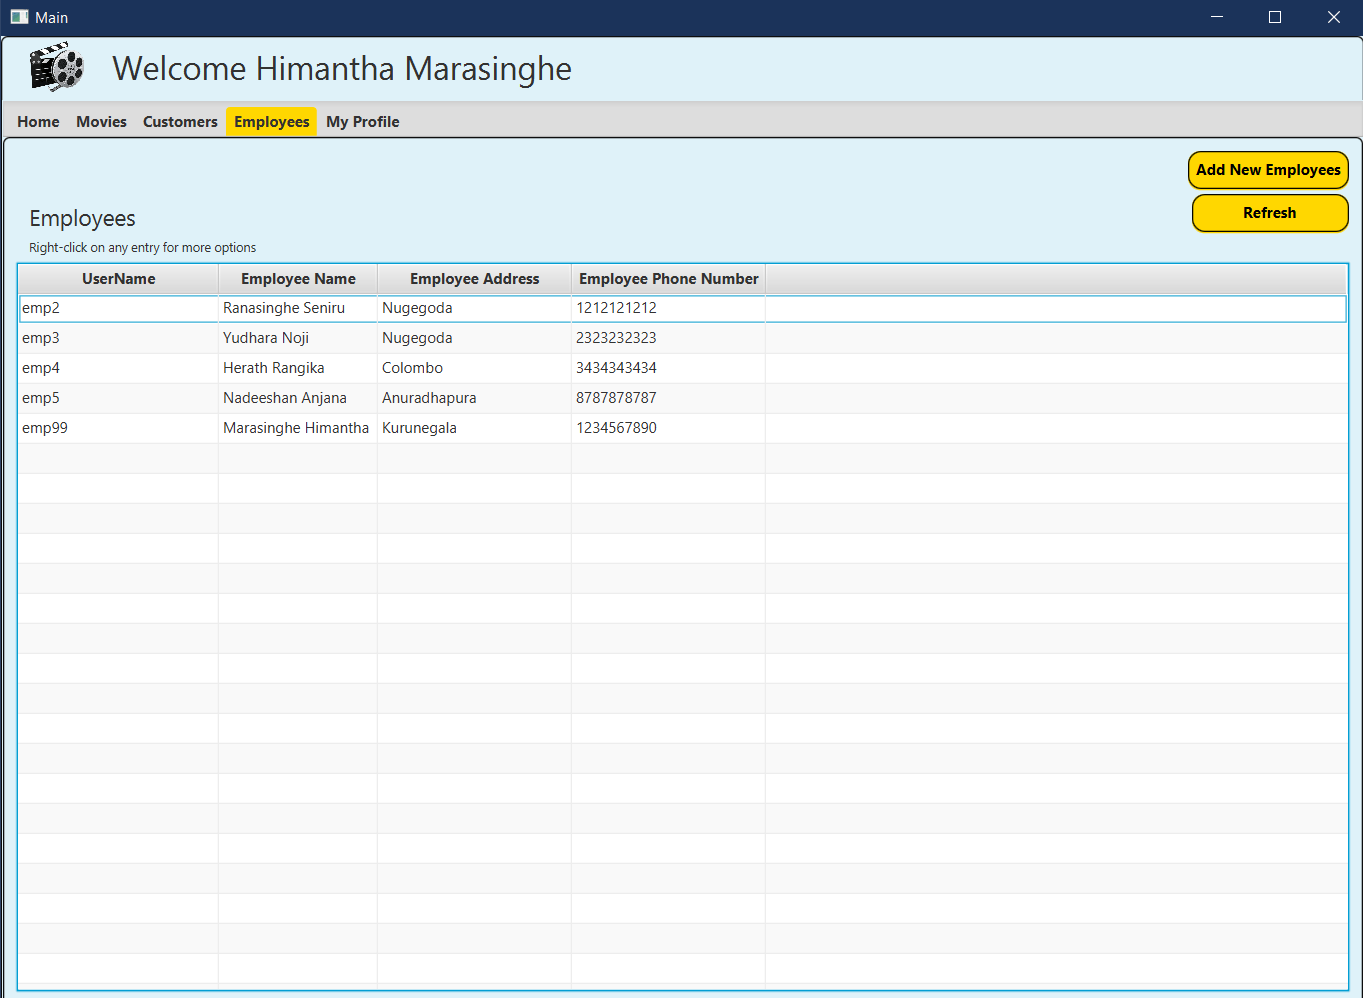 Main
Welcome Himantha Marasinghe
Home Movies Customers Employees My Profile
Add New Employees
Refresh
Employees
Right-click on any entry for more options
UserName Employee Name Employee Address Employee Phone Number
emp2 Ranasinghe Seniru Nugegoda 1212121212
emp3 Yudhara Noji Nugegoda 2323232323
emp4 Herath Rangika Colombo 3434343434
emp5 Nadeeshan Anjana Anuradhapura 8787878787
emp99 Marasinghe Himantha Kurunegala 1234567890